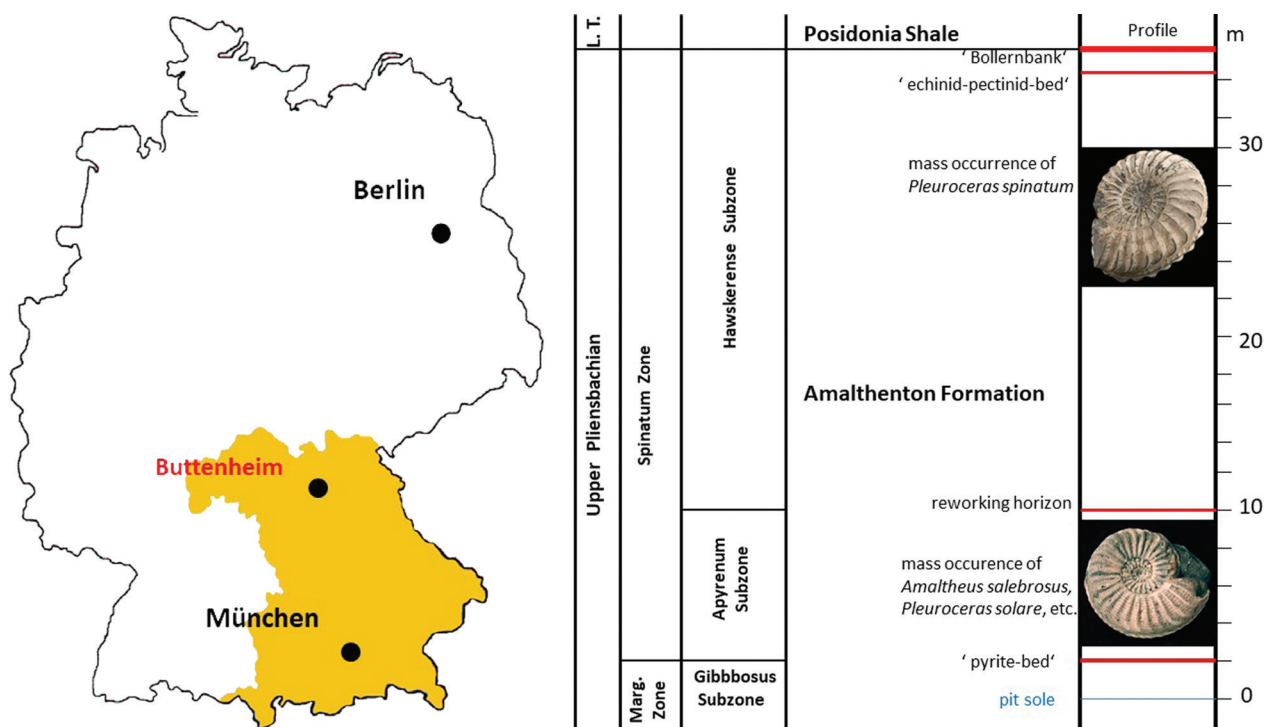 Berlin
Buttenheim
München
L. T.
Upper Pliensbachian
Spinatum Zone
Marg.
Zone
Hawskerense Subzone
Apyrenum
Subzone
Gibbbosus
Subzone
Posidonia Shale
Profile
m
‘ Bollernbank‘
‘ echinid-pectinid-bed‘
30
mass occurrence of
Pleuroceras spinatum
20
Amalthenton Formation
reworking horizon
10
mass occurence of
Amaltheus salebrosus,
Pleuroceras solare, etc.
‘ pyrite-bed‘
pit sole
0